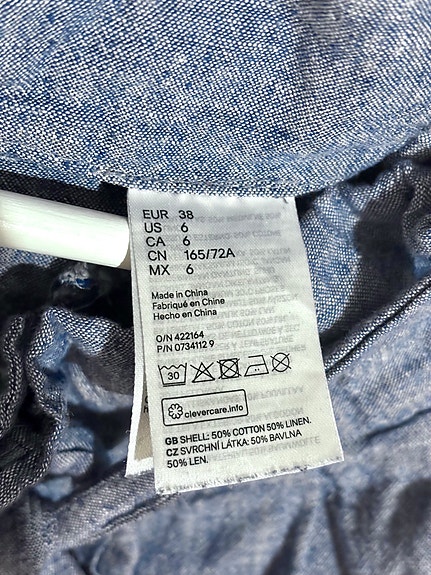 EUR 38
US 6
CA 6
CN 165/72A
MX 6
Made in China
Fabriqué en Chine
Hecho en China
O/N 422164
P/N 0734112 9
30
clevercare.info
GB SHELL: 50% COTTON 50% LINEN.
CZ SVRCHNÍ LÁTKA: 50% BAVLNA
50% LEN.